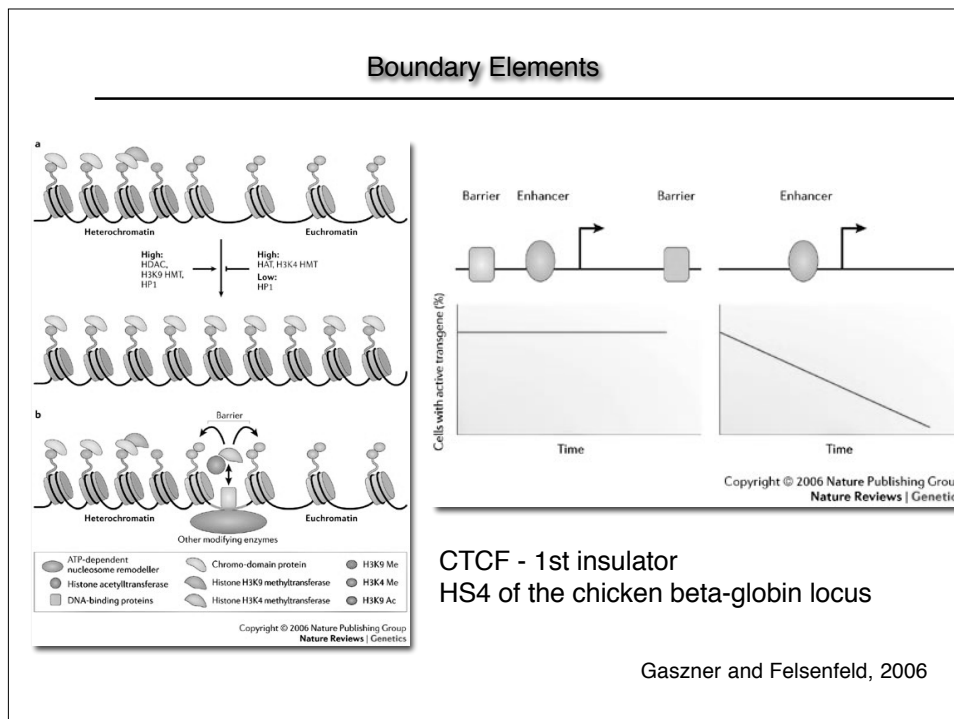 Boundary Elements
a
Heterochromatin
Euchromatin
High:
HDAC,
H3K9 HMT,
HP1
High:
HAT, H3K4 HMT
Low:
HP1
b
Barrier
Heterochromatin
Euchromatin
Other modifying enzymes
ATP-dependent
nucleosome remodeller
Histone acetyltransferase
DNA-binding proteins
Chromo-domain protein
Histone H3K9 methyltransferase
Histone H3K4 methyltransferase
H3K9 Me
H3K4 Me
H3K9 Ac
Copyright © 2006 Nature Publishing Group
Nature Reviews | Genetics
Barrier Enhancer Barrier Enhancer
Cells with active transgene (%)
Time
Time
Copyright © 2006 Nature Publishing Group
Nature Reviews | Genetics
CTCF - 1st insulator
HS4 of the chicken beta-globin locus
Gaszner and Felsenfeld, 2006